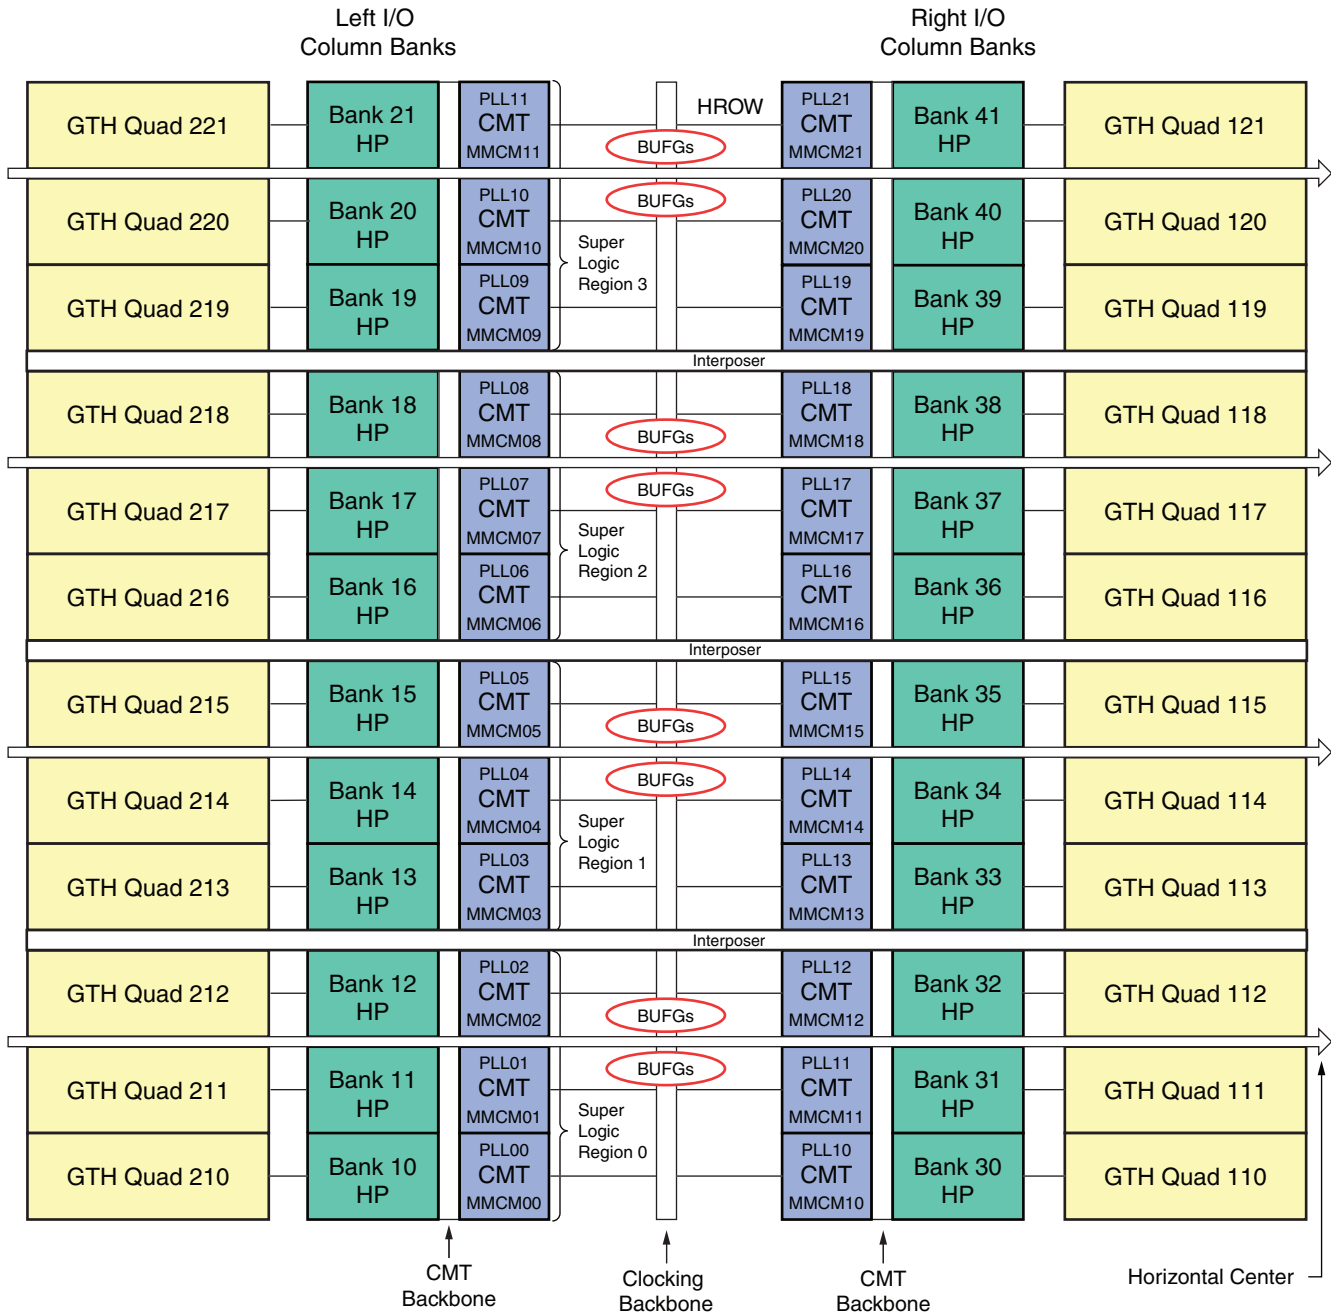 Left I/O
Column Banks
Right I/O
Column Banks
GTH Quad 221
Bank 21
HP
PLL11
CMT
MMCM11
BUFGs
HROW
PLL21
CMT
MMCM21
Bank 41
HP
GTH Quad 121
GTH Quad 220
Bank 20
HP
PLL10
CMT
MMCM10
BUFGs
PLL20
CMT
MMCM20
Bank 40
HP
GTH Quad 120
Super
Logic
Region 3
GTH Quad 219
Bank 19
HP
PLL09
CMT
MMCM09
PLL19
CMT
MMCM19
Bank 39
HP
GTH Quad 119
Interposer
GTH Quad 218
Bank 18
HP
PLL08
CMT
MMCM08
BUFGs
PLL18
CMT
MMCM18
Bank 38
HP
GTH Quad 118
GTH Quad 217
Bank 17
HP
PLL07
CMT
MMCM07
BUFGs
PLL17
CMT
MMCM17
Bank 37
HP
GTH Quad 117
Super
Logic
Region 2
GTH Quad 216
Bank 16
HP
PLL06
CMT
MMCM06
PLL16
CMT
MMCM16
Bank 36
HP
GTH Quad 116
Interposer
GTH Quad 215
Bank 15
HP
PLL05
CMT
MMCM05
BUFGs
PLL15
CMT
MMCM15
Bank 35
HP
GTH Quad 115
GTH Quad 214
Bank 14
HP
PLL04
CMT
MMCM04
BUFGs
PLL14
CMT
MMCM14
Bank 34
HP
GTH Quad 114
Super
Logic
Region 1
GTH Quad 213
Bank 13
HP
PLL03
CMT
MMCM03
PLL13
CMT
MMCM13
Bank 33
HP
GTH Quad 113
Interposer
GTH Quad 212
Bank 12
HP
PLL02
CMT
MMCM02
BUFGs
PLL12
CMT
MMCM12
Bank 32
HP
GTH Quad 112
GTH Quad 211
Bank 11
HP
PLL01
CMT
MMCM01
BUFGs
PLL11
CMT
MMCM11
Bank 31
HP
GTH Quad 111
Super
Logic
Region 0
GTH Quad 210
Bank 10
HP
PLL00
CMT
MMCM00
PLL10
CMT
MMCM10
Bank 30
HP
GTH Quad 110
CMT
Backbone
Clocking
Backbone
CMT
Backbone
Horizontal Center